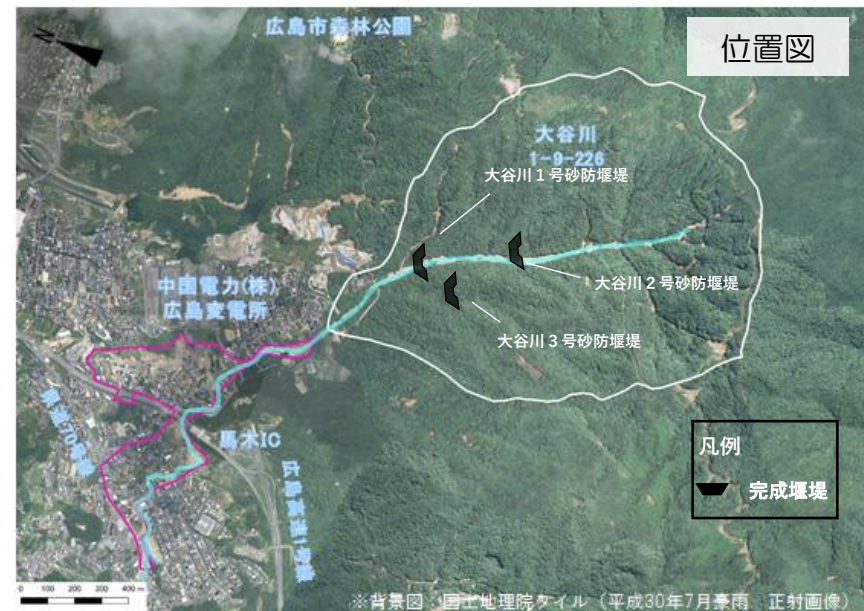 広島市森林公園
位置図
N
大谷川
1-9-226
大谷川１号砂防堰堤
中国電力(株)
広島変電所
大谷川２号砂防堰堤
大谷川３号砂防堰堤
県道70号線
馬木IC
広島高速1号線
凡例
完成堰堤
0 100 200 300 400 m
※背景図：国土地理院タイル（平成30年7月豪雨 正射画像）